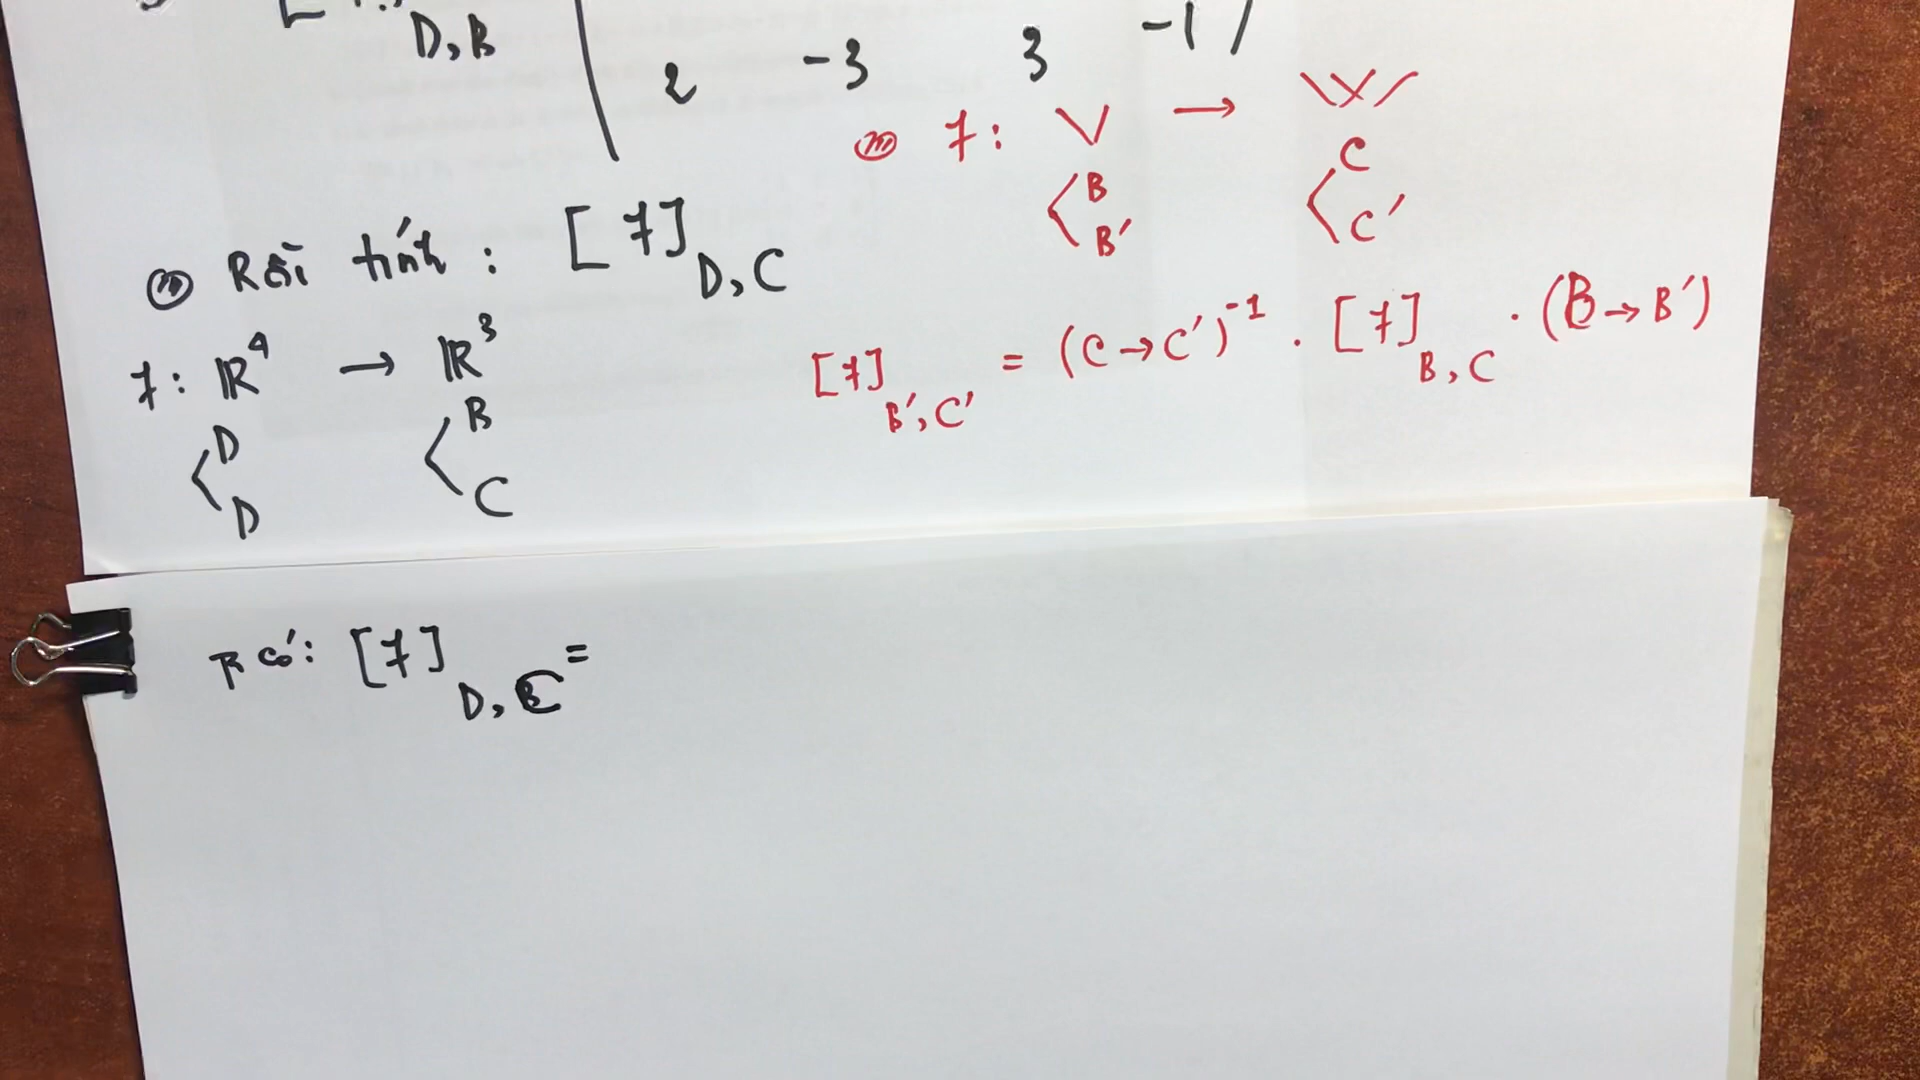 D,B
2 -3 3 -1
f: V → W
B C
B' C'
Rồi tính: [f] D,C
f: ℝ⁴ → ℝ³
D B
D C
[f] B',C' = (C→C')⁻¹ · [f] B,C · (B→B')
Ta có: [f] D,C =